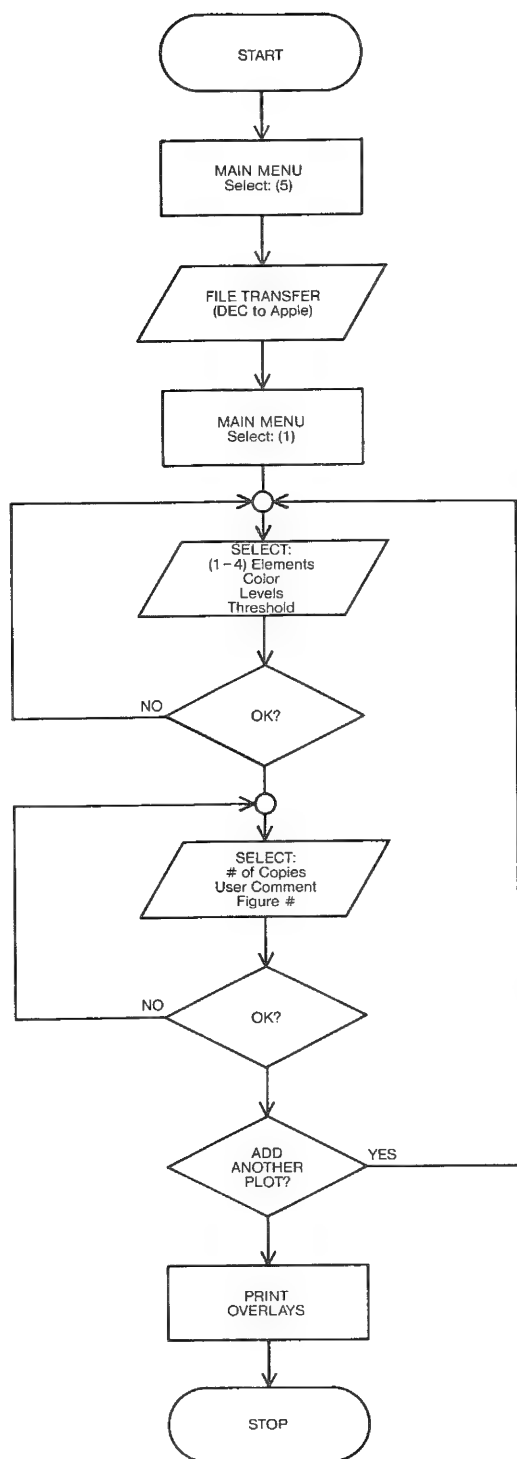 START
MAIN MENU
Select: (5)
FILE TRANSFER
(DEC to Apple)
MAIN MENU
Select: (1)
SELECT:
(1–4) Elements
Color
Levels
Threshold
NO
OK?
SELECT:
# of Copies
User Comment
Figure #
NO
OK?
ADD
ANOTHER
PLOT?
YES
PRINT
OVERLAYS
STOP